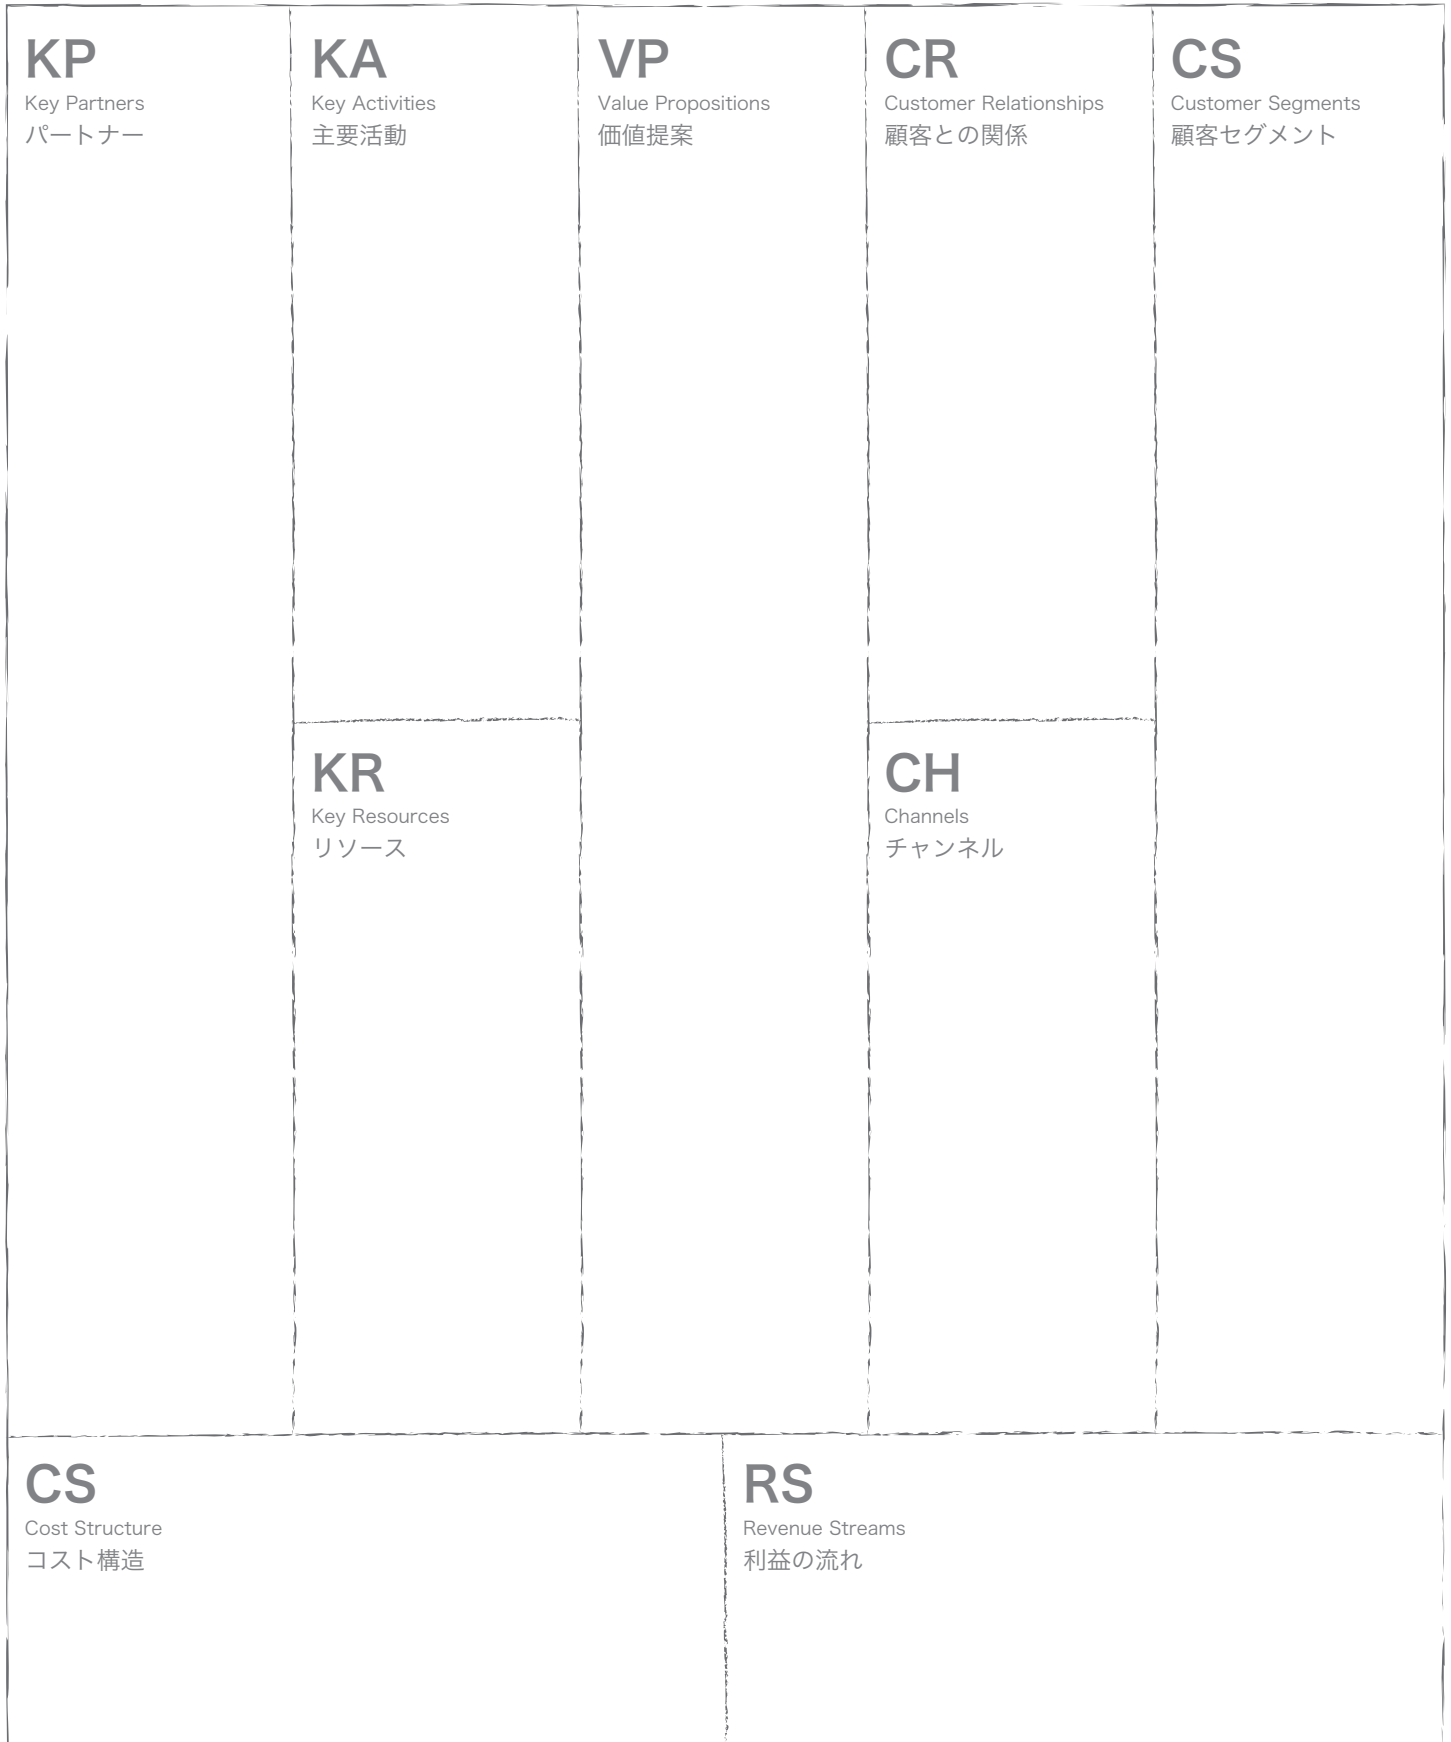 KP
Key Partners
パートナー
KA
Key Activities
主要活動
VP
Value Propositions
価値提案
CR
Customer Relationships
顧客との関係
CS
Customer Segments
顧客セグメント
KR
Key Resources
リソース
CH
Channels
チャンネル
CS
Cost Structure
コスト構造
RS
Revenue Streams
利益の流れ